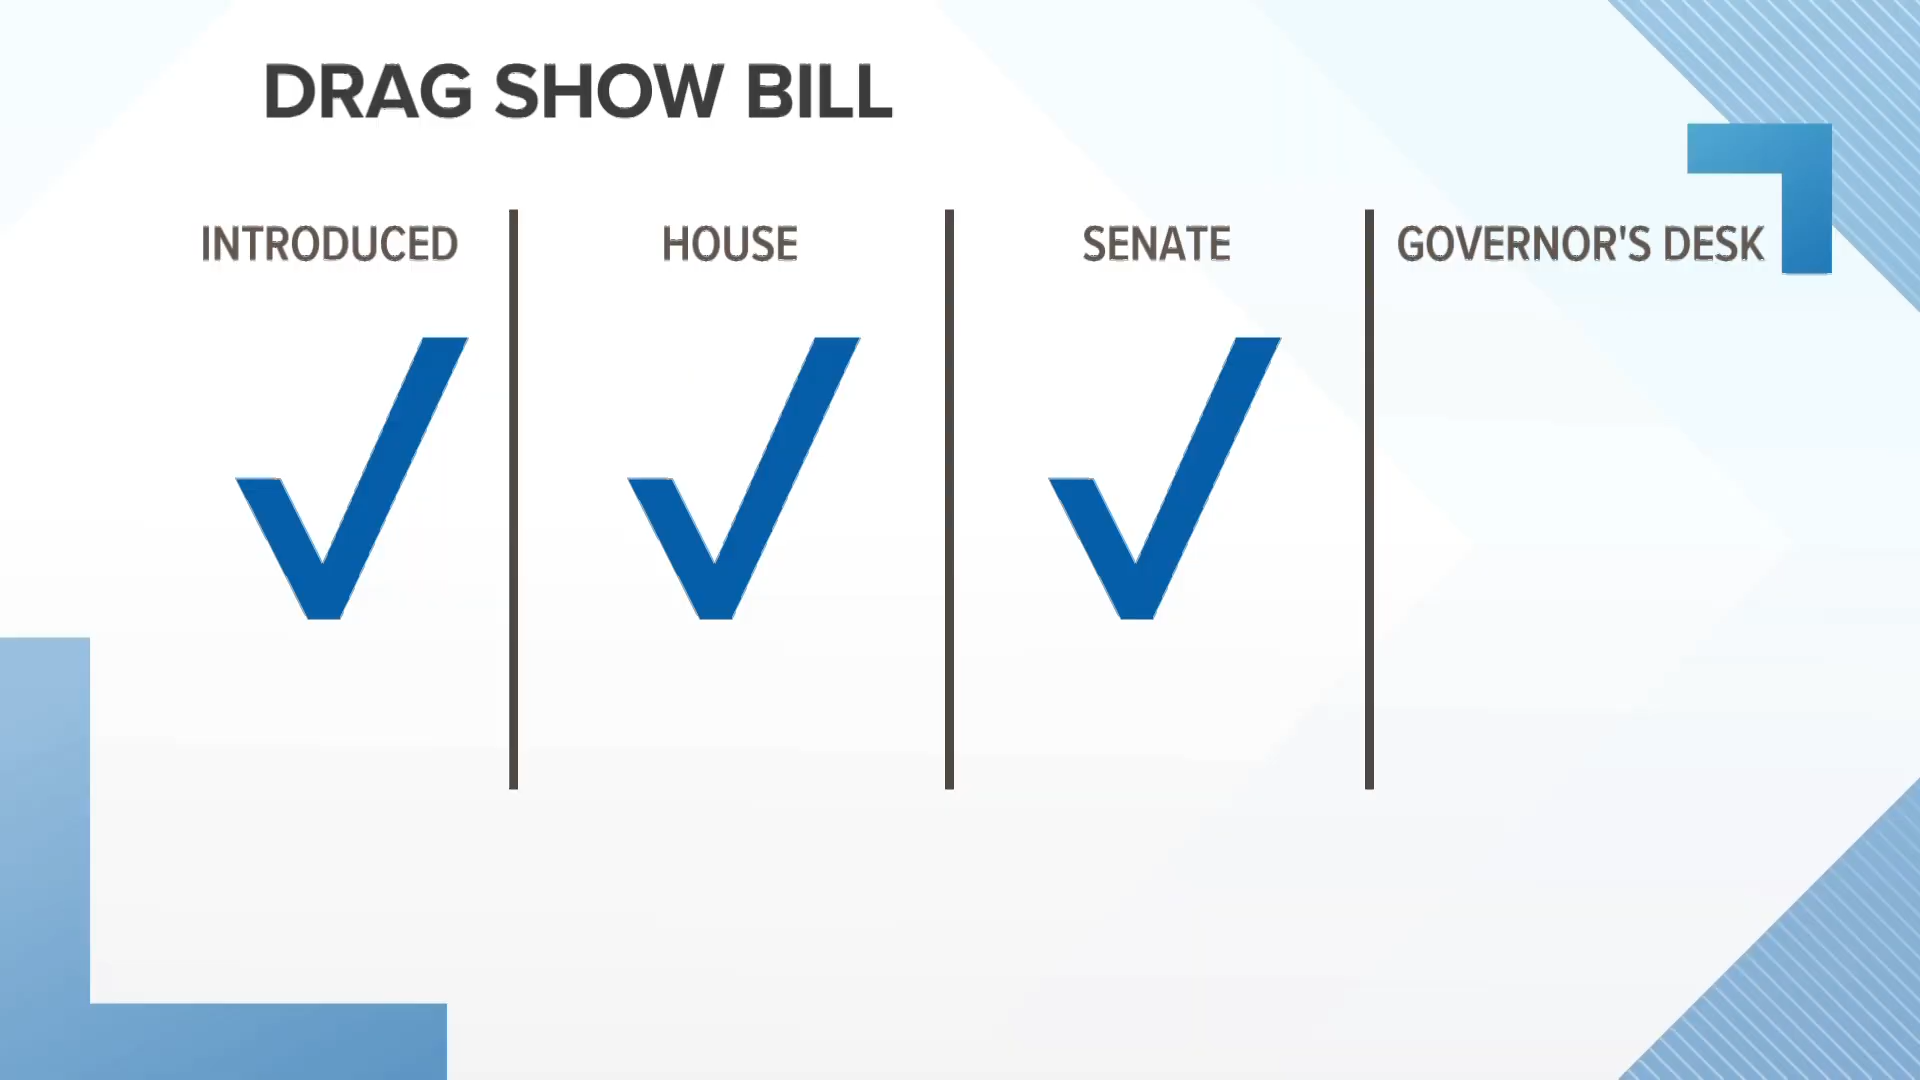 DRAG SHOW BILL
INTRODUCED
HOUSE
SENATE
GOVERNOR'S DESK